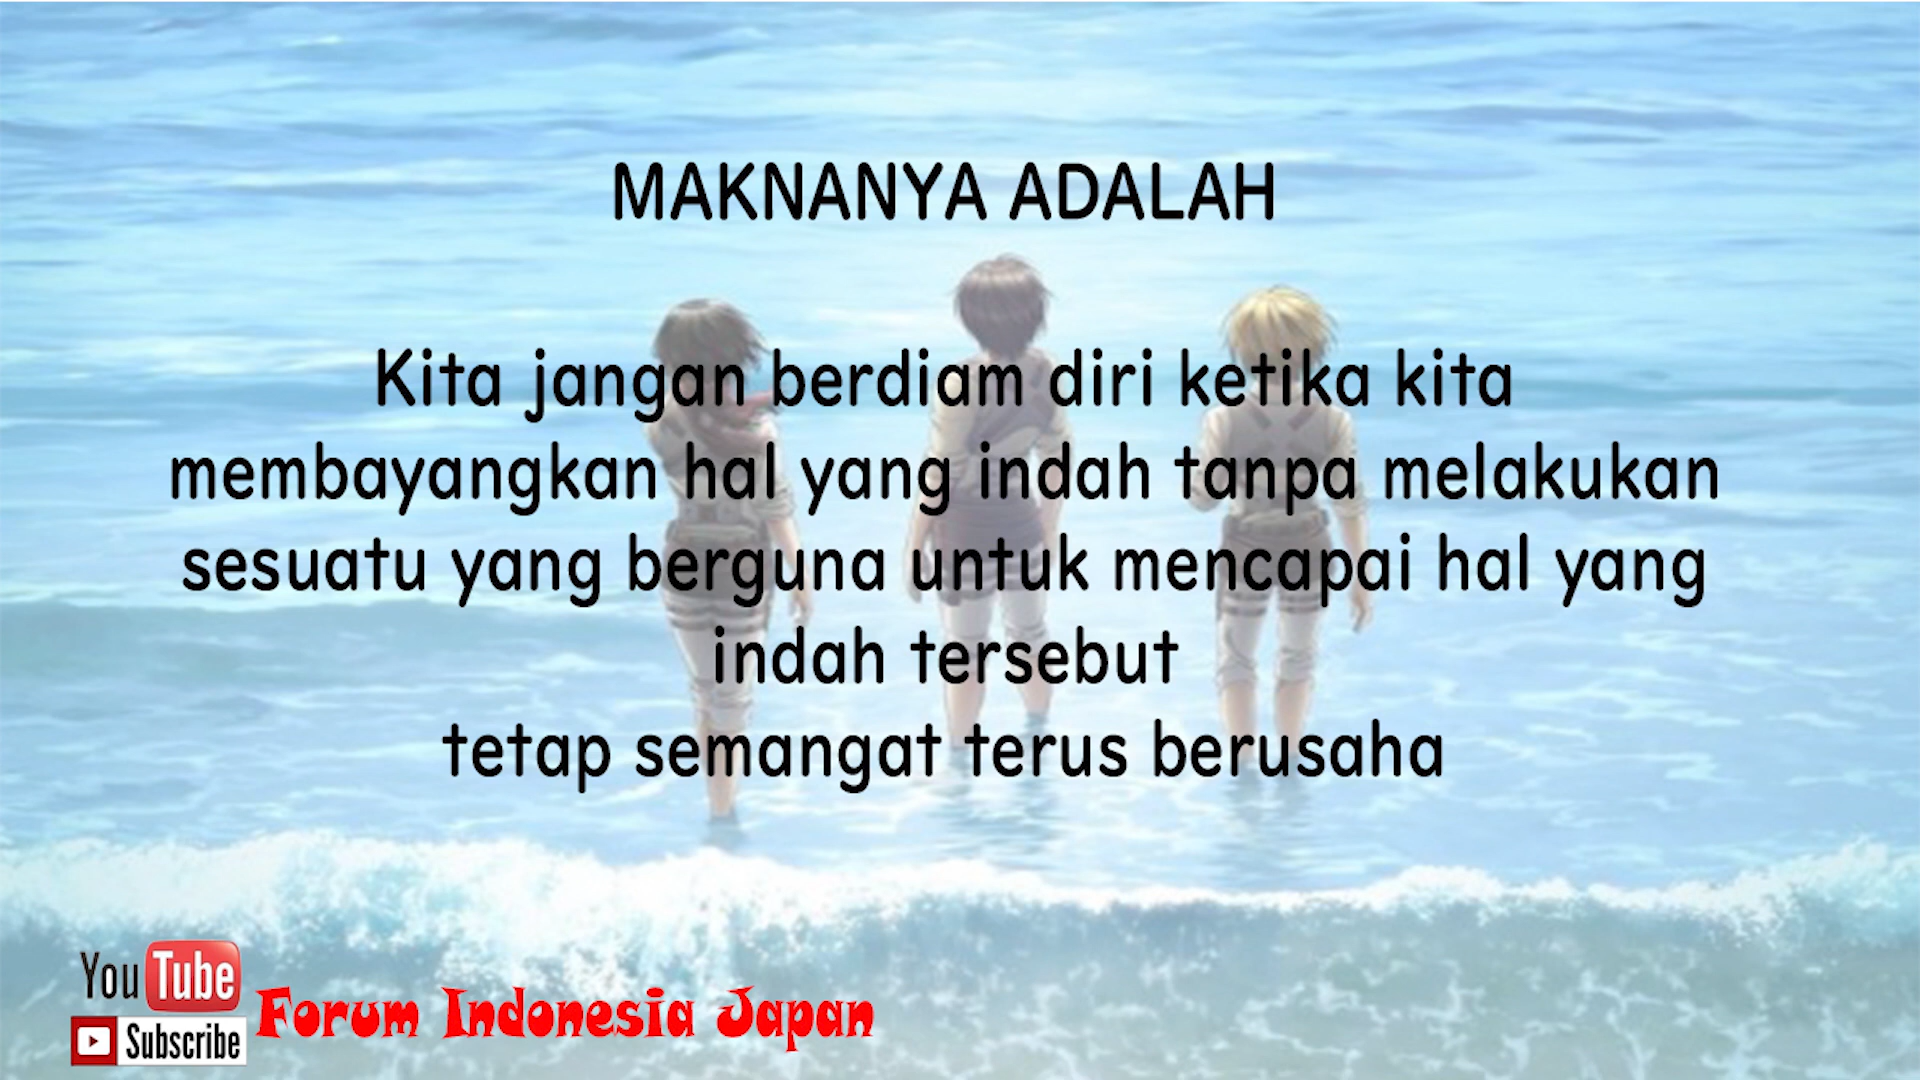 MAKNANYA ADALAH
Kita jangan berdiam diri ketika kita
membayangkan hal yang indah tanpa melakukan
sesuatu yang berguna untuk mencapai hal yang
indah tersebut
tetap semangat terus berusaha
YouTube
Subscribe
Forum Indonesia Japan